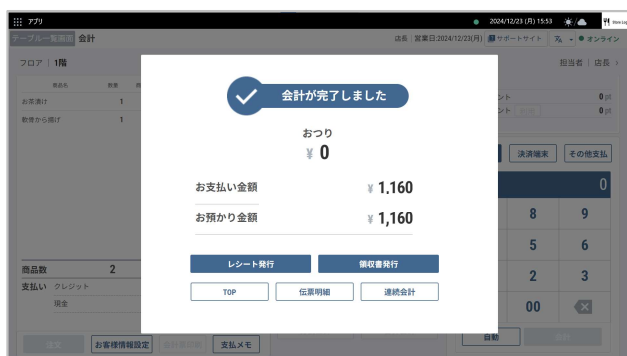 アプリ
2024/12/23 (月) 15:53
テーブル一覧画面 会計
店長 営業日:2024/12/23(月) サポートサイト オンライン
フロア | 1階
担当者 | 店長
商品名 数量
お茶漬け 1
軟骨から揚げ 1
会計が完了しました
おつり
¥ 0
お支払い金額 ¥ 1,160
お預かり金額 ¥ 1,160
レシート発行 領収書発行
TOP 伝票明細 連続会計
ント 0 pt
ント 0 pt
決済端末 その他支払
0
8 9
5 6
2 3
00
商品数 2
支払い クレジット
現金
お客様情報設定 支払メモ
自動